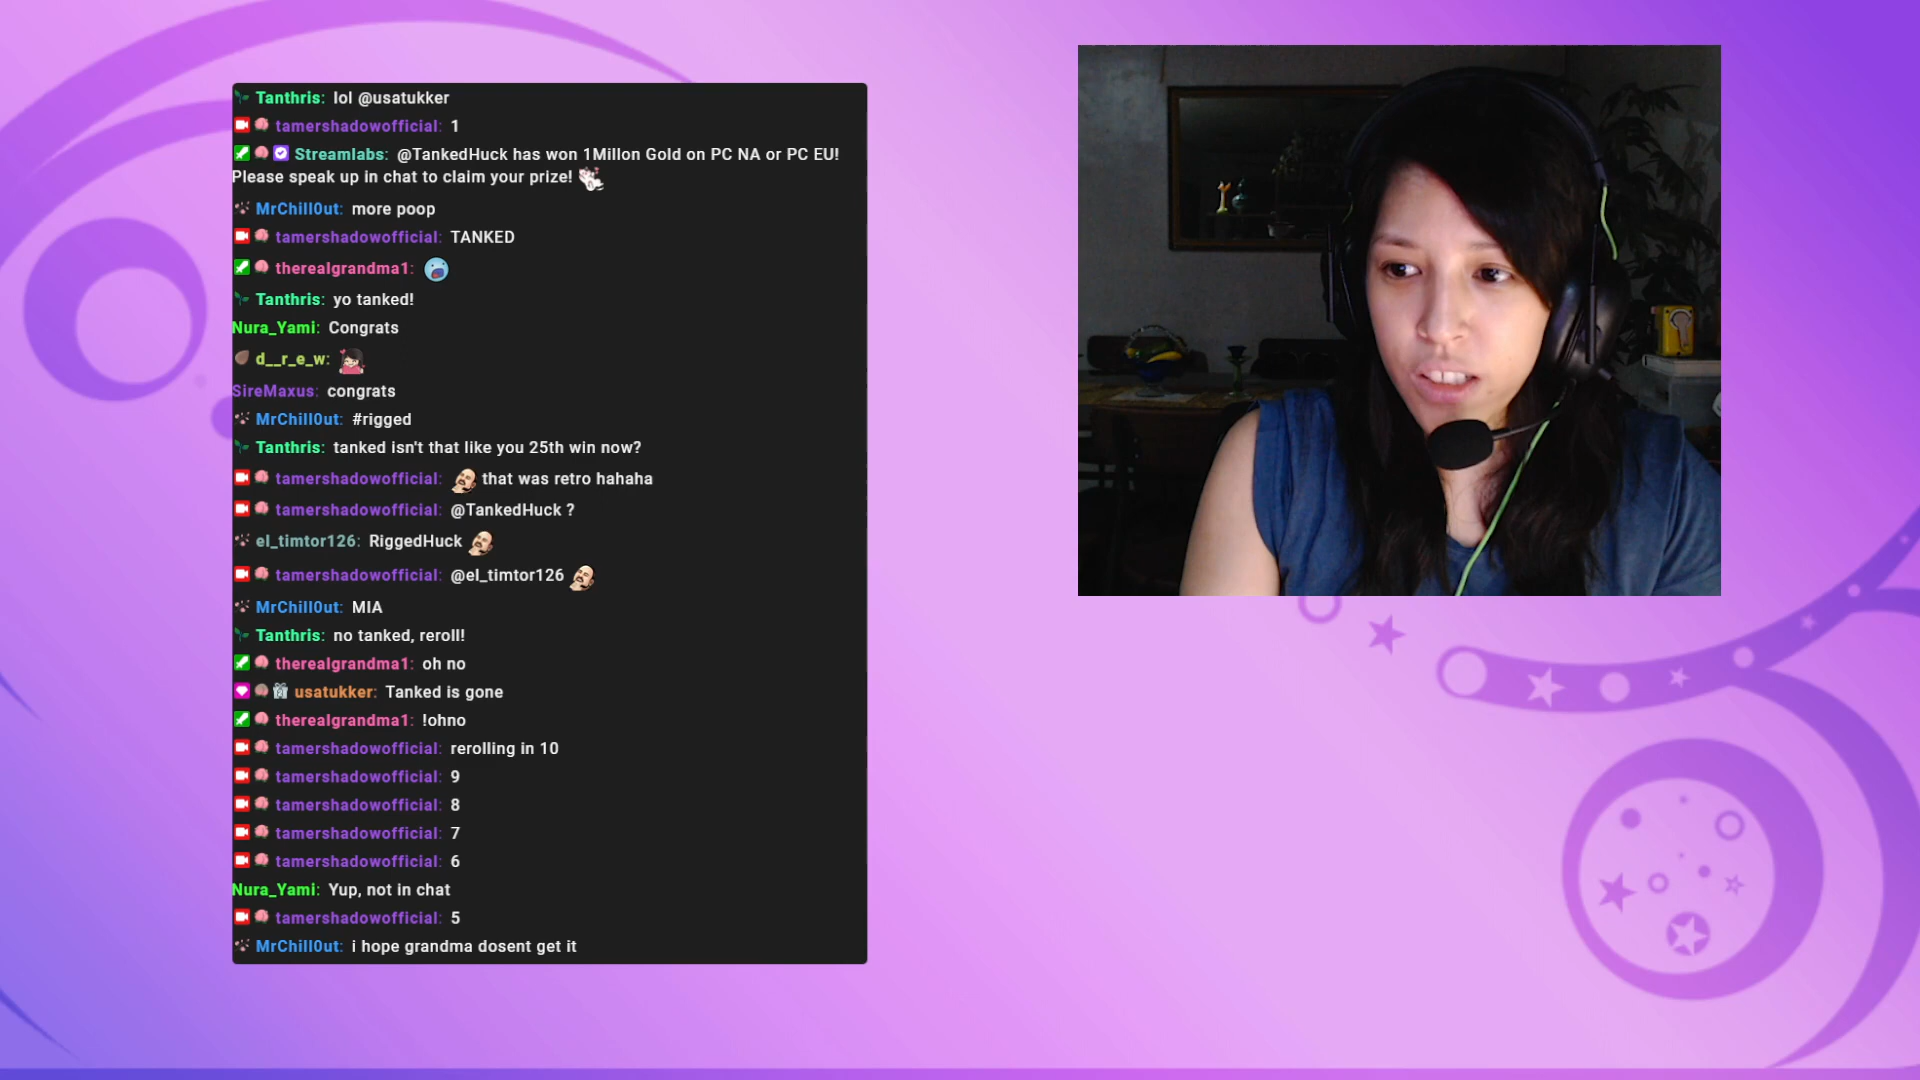 Tanthris: lol @usatukker
tamershadowofficial: 1
Streamlabs: @TankedHuck has won 1Millon Gold on PC NA or PC EU!
Please speak up in chat to claim your prize!
MrChill0ut: more poop
tamershadowofficial: TANKED
therealgrandma1:
Tanthris: yo tanked!
Nura_Yami: Congrats
d__r_e_w:
SireMaxus: congrats
MrChill0ut: #rigged
Tanthris: tanked isn't that like you 25th win now?
tamershadowofficial: that was retro hahaha
tamershadowofficial: @TankedHuck ?
el_timtor126: RiggedHuck
tamershadowofficial: @el_timtor126
MrChill0ut: MIA
Tanthris: no tanked, reroll!
therealgrandma1: oh no
usatukker: Tanked is gone
therealgrandma1: !ohno
tamershadowofficial: rerolling in 10
tamershadowofficial: 9
tamershadowofficial: 8
tamershadowofficial: 7
tamershadowofficial: 6
Nura_Yami: Yup, not in chat
tamershadowofficial: 5
MrChill0ut: i hope grandma dosent get it